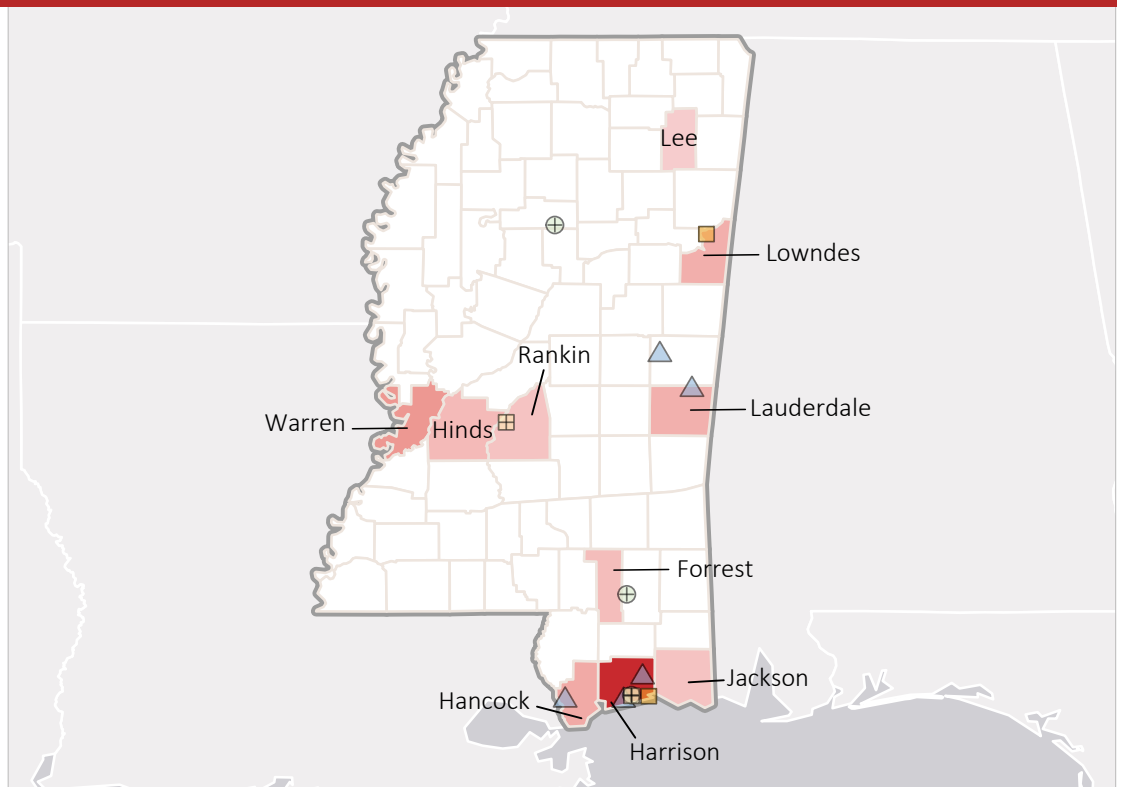 Lee
Lowndes
Rankin
Lauderdale
Warren
Hinds
Forrest
Jackson
Hancock
Harrison